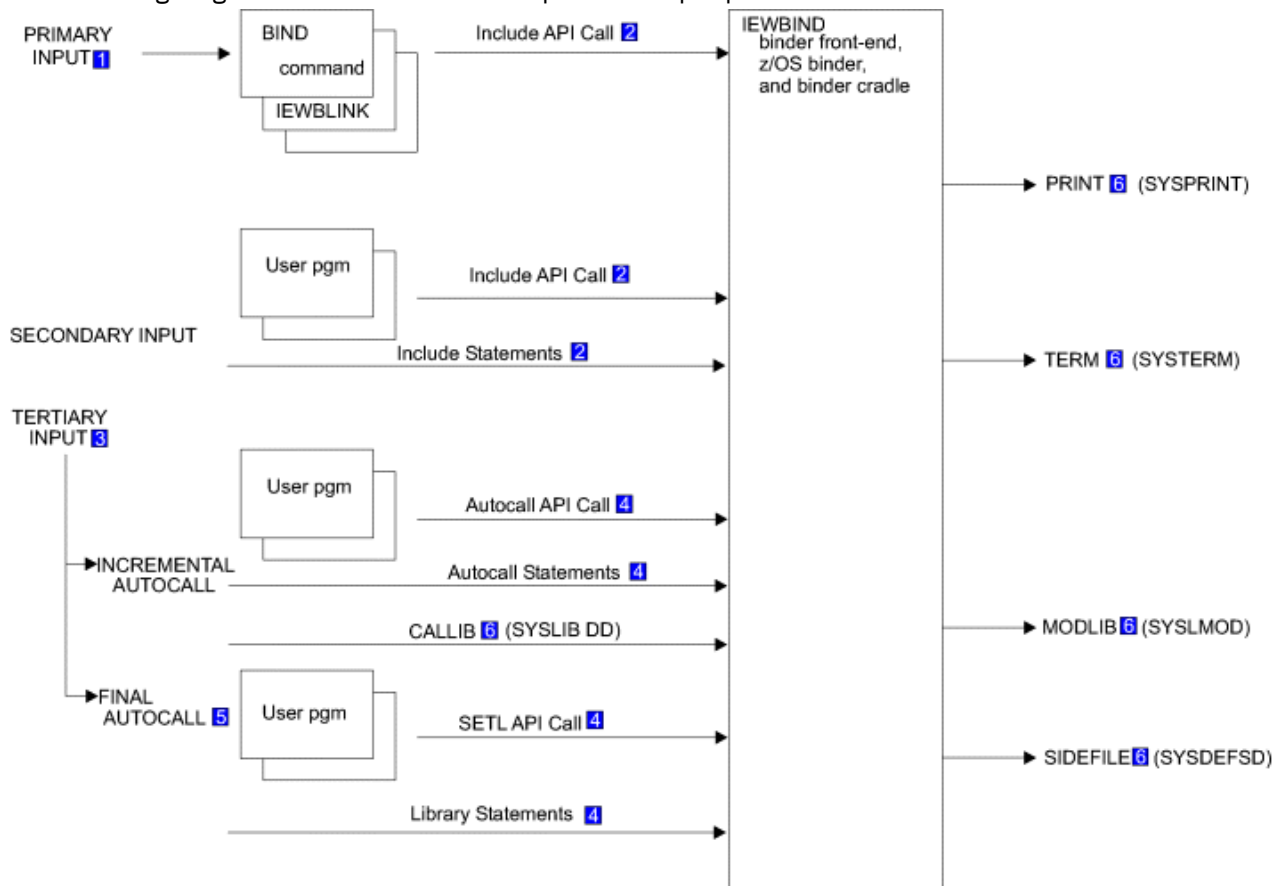 PRIMARY
INPUT 1
BIND
command
IEWBLINK
Include API Call 2
IEWBIND
binder front-end,
z/OS binder,
and binder cradle
PRINT 6 (SYSPRINT)
User pgm
Include API Call 2
SECONDARY INPUT
Include Statements 2
TERM 6 (SYSTERM)
TERTIARY
INPUT 3
User pgm
Autocall API Call 4
INCREMENTAL
AUTOCALL
Autocall Statements 4
CALLIB 6 (SYSLIB DD)
MODLIB 6 (SYSLMOD)
FINAL
AUTOCALL 5
User pgm
SETL API Call 4
SIDEFILE 6 (SYSDEFSD)
Library Statements 4